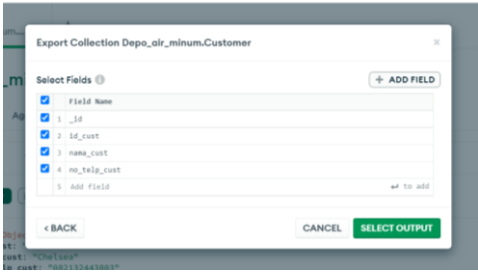 Export Collection Depo_air_minum.Customer
Select Fields
+ ADD FIELD
Field Name
1 _id
2 id_cust
3 nama_cust
4 no_telp_cust
5 Add field
↵ to add
< BACK
CANCEL
SELECT OUTPUT
cust: "Chelsea"
"082132443803"